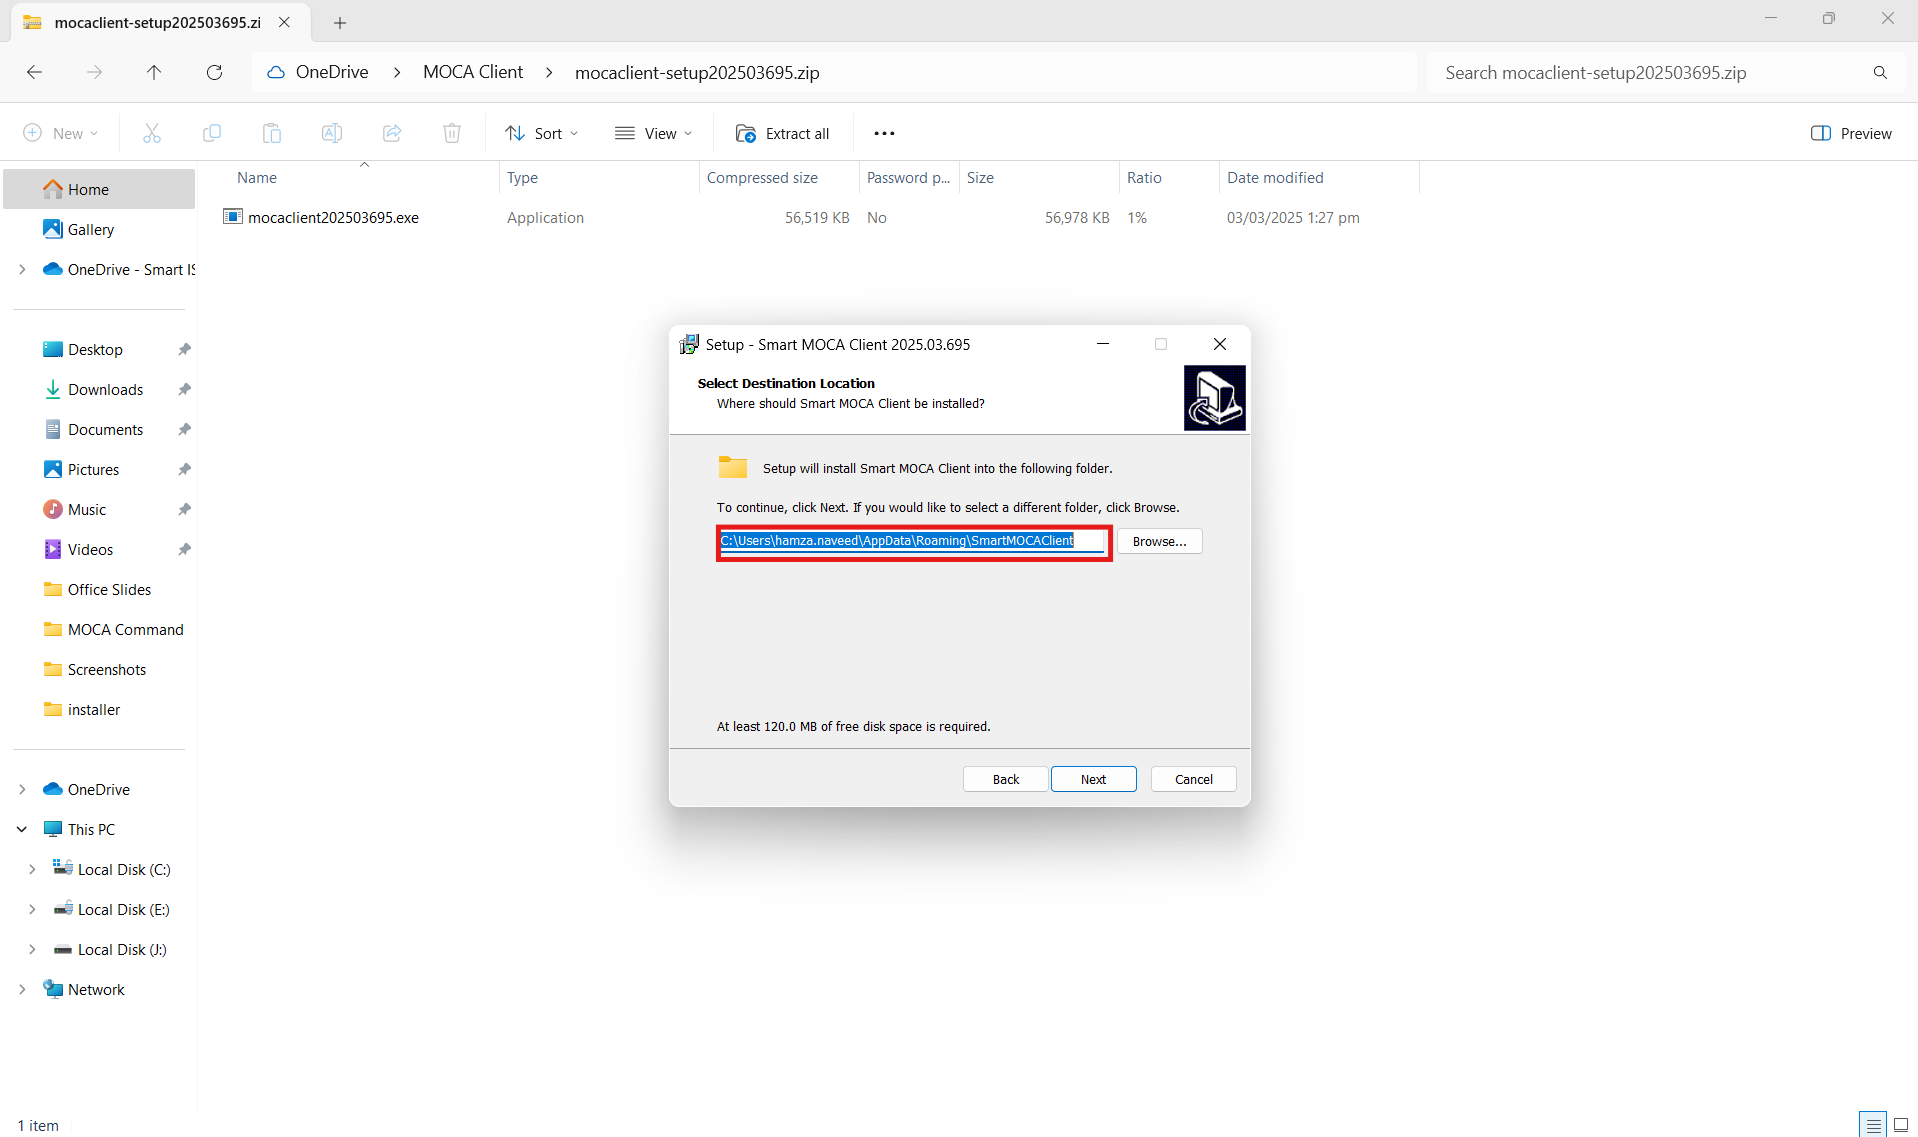 mocaclient-setup202503695.zi
OneDrive > MOCA Client > mocaclient-setup202503695.zip
Search mocaclient-setup202503695.zip
New
Sort
View
Extract all
Preview
Name Type Compressed size Password p... Size Ratio Date modified
mocaclient202503695.exe Application 56,519 KB No 56,978 KB 1% 03/03/2025 1:27 pm
Home
Gallery
OneDrive - Smart IS
Desktop
Downloads
Documents
Pictures
Music
Videos
Office Slides
MOCA Command
Screenshots
installer
OneDrive
This PC
Local Disk (C:)
Local Disk (E:)
Local Disk (J:)
Network
1 item
Setup - Smart MOCA Client 2025.03.695
Select Destination Location
Where should Smart MOCA Client be installed?
Setup will install Smart MOCA Client into the following folder.
To continue, click Next. If you would like to select a different folder, click Browse.
C:\Users\hamza.naveed\AppData\Roaming\SmartMOCAClient
Browse...
At least 120.0 MB of free disk space is required.
Back
Next
Cancel